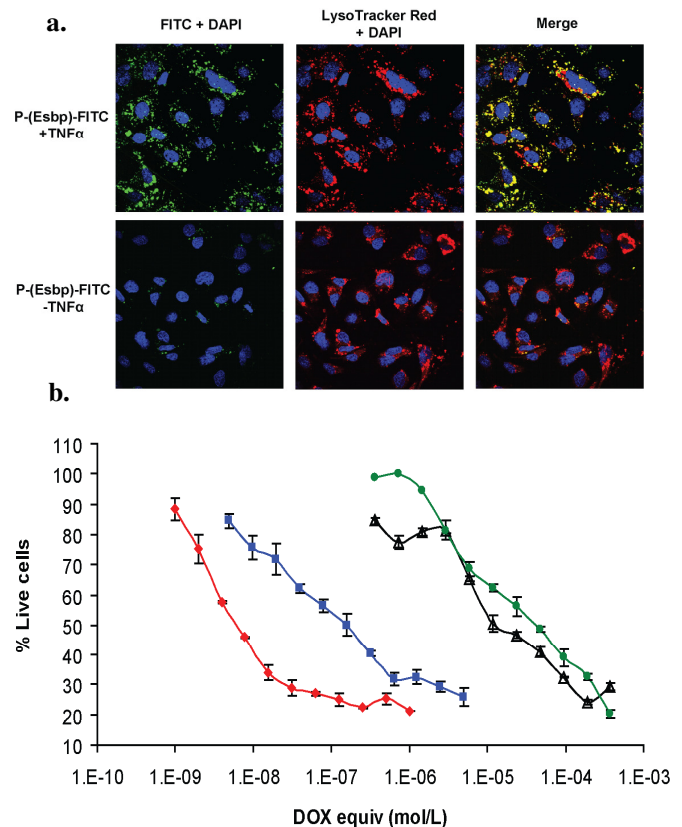 a.
FITC + DAPI
LysoTracker Red
+ DAPI
Merge
P-(Esbp)-FITC
+TNFα
P-(Esbp)-FITC
-TNFα
b.
110
100
90
80
70
60
50
40
30
20
10
% Live cells
1.E-10
1.E-09
1.E-08
1.E-07
1.E-06
1.E-05
1.E-04
1.E-03
DOX equiv (mol/L)